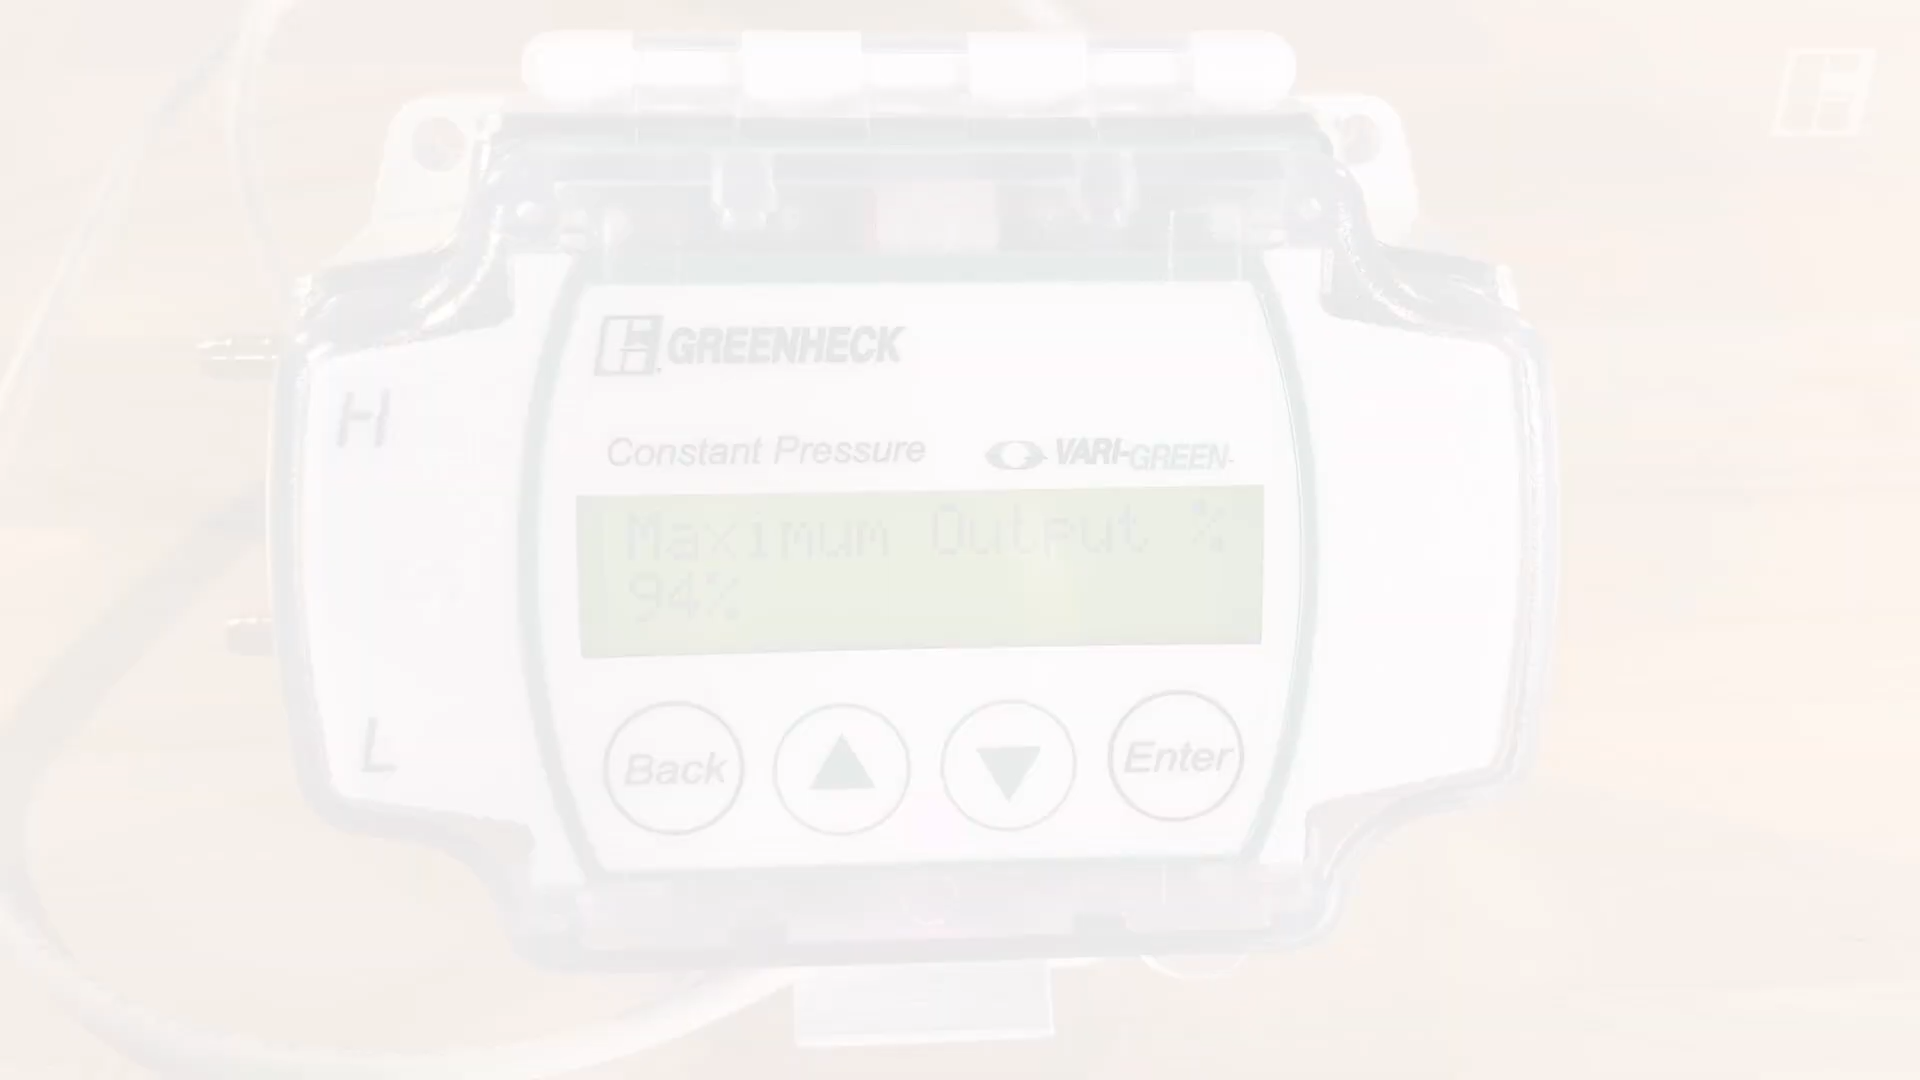 GREENHECK
H
Constant Pressure VARI-GREEN
Maximum Output %
94%
L
Back Enter